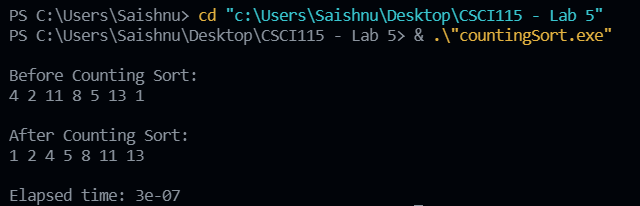 PS C:\Users\Saishnu> cd "c:\Users\Saishnu\Desktop\CSCI115 - Lab 5"
PS C:\Users\Saishnu\Desktop\CSCI115 - Lab 5> & .\"countingSort.exe"
Before Counting Sort:
4 2 11 8 5 13 1
After Counting Sort:
1 2 4 5 8 11 13
Elapsed time: 3e-07